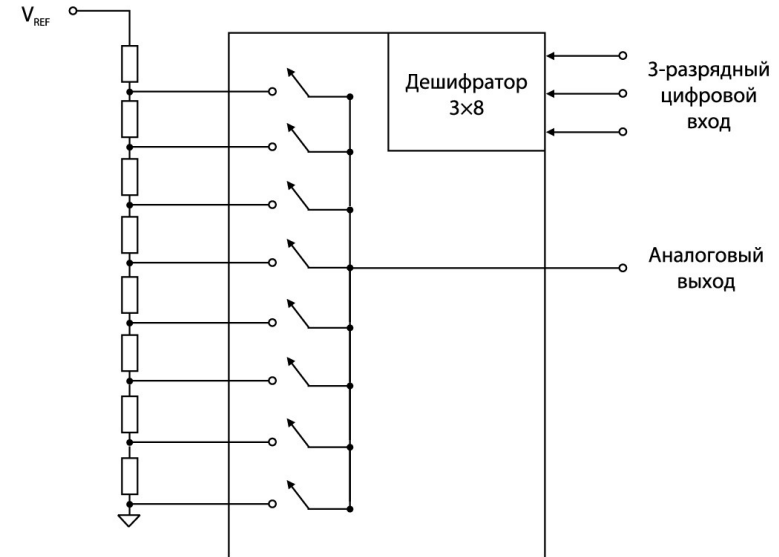 VREF
Дешифратор
3×8
3-разрядный
цифровой
вход
Аналоговый
выход